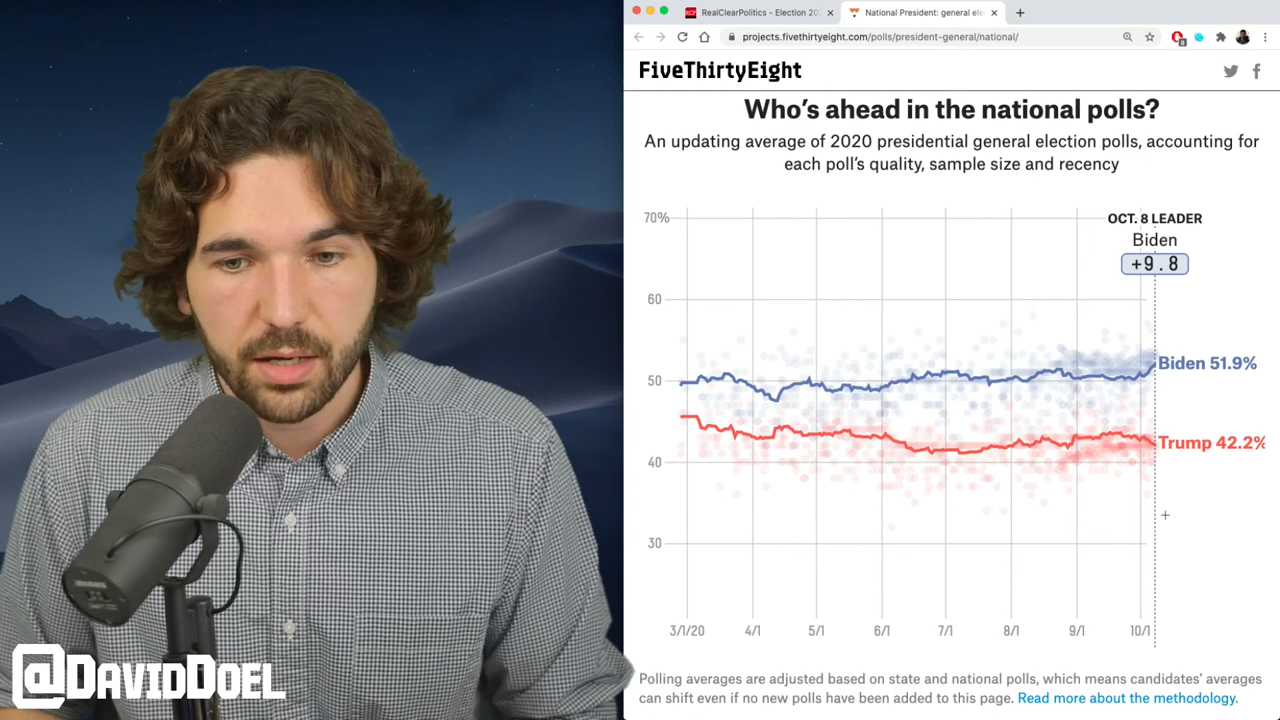 RealClearPolitics - Election 202
National President: general ele
projects.fivethirtyeight.com/polls/president-general/national/
FiveThirtyEight
Who's ahead in the national polls?
An updating average of 2020 presidential general election polls, accounting for
each poll's quality, sample size and recency
OCT. 8 LEADER
Biden
+9.8
70%
60
50
40
30
Biden 51.9%
Trump 42.2%
3/1/20 4/1 5/1 6/1 7/1 8/1 9/1 10/1
Polling averages are adjusted based on state and national polls, which means candidates' averages
can shift even if no new polls have been added to this page. Read more about the methodology.
@DAVIDDOEL